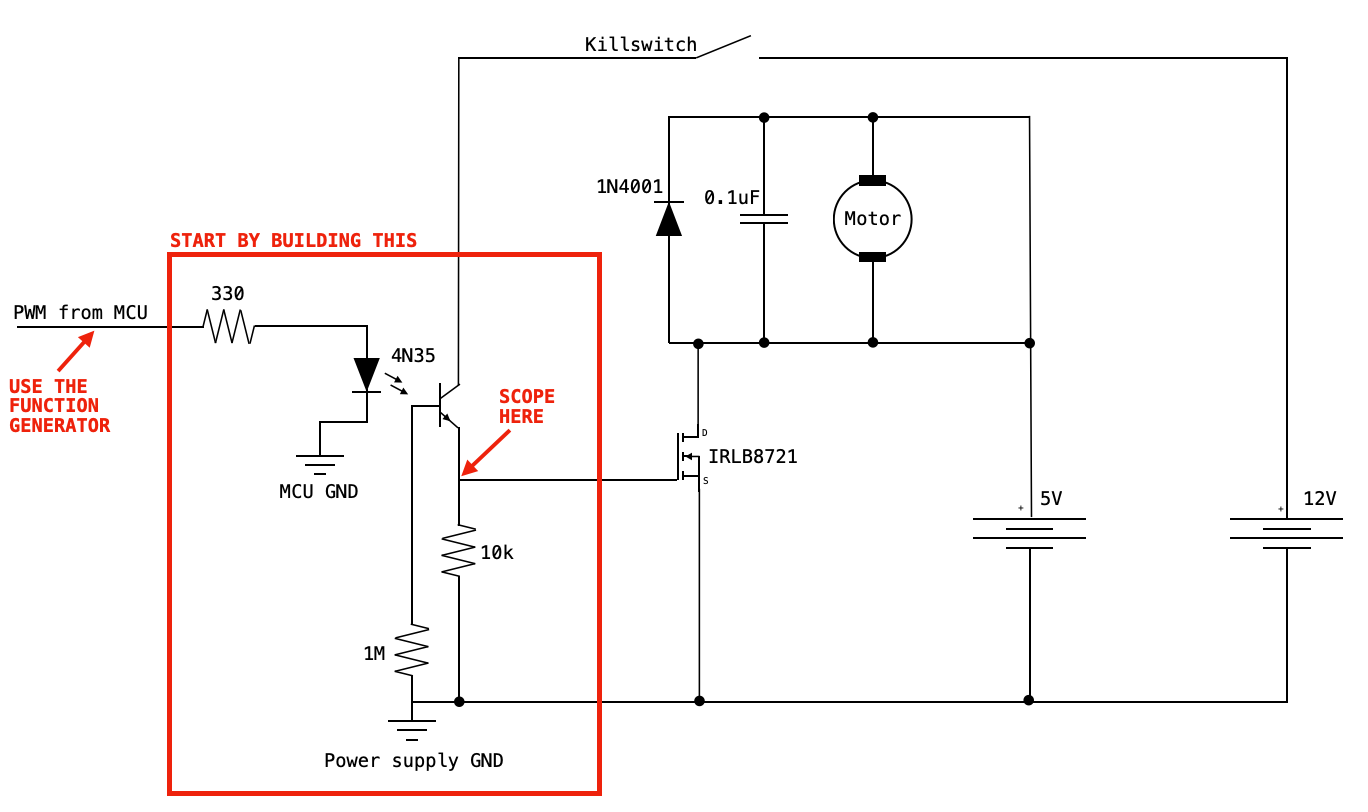 Killswitch
1N4001
0.1uF
Motor
START BY BUILDING THIS
330
PWM from MCU
4N35
USE THE
FUNCTION
GENERATOR
SCOPE
HERE
D
IRLB8721
S
MCU GND
+
5V
+
12V
10k
1M
Power supply GND